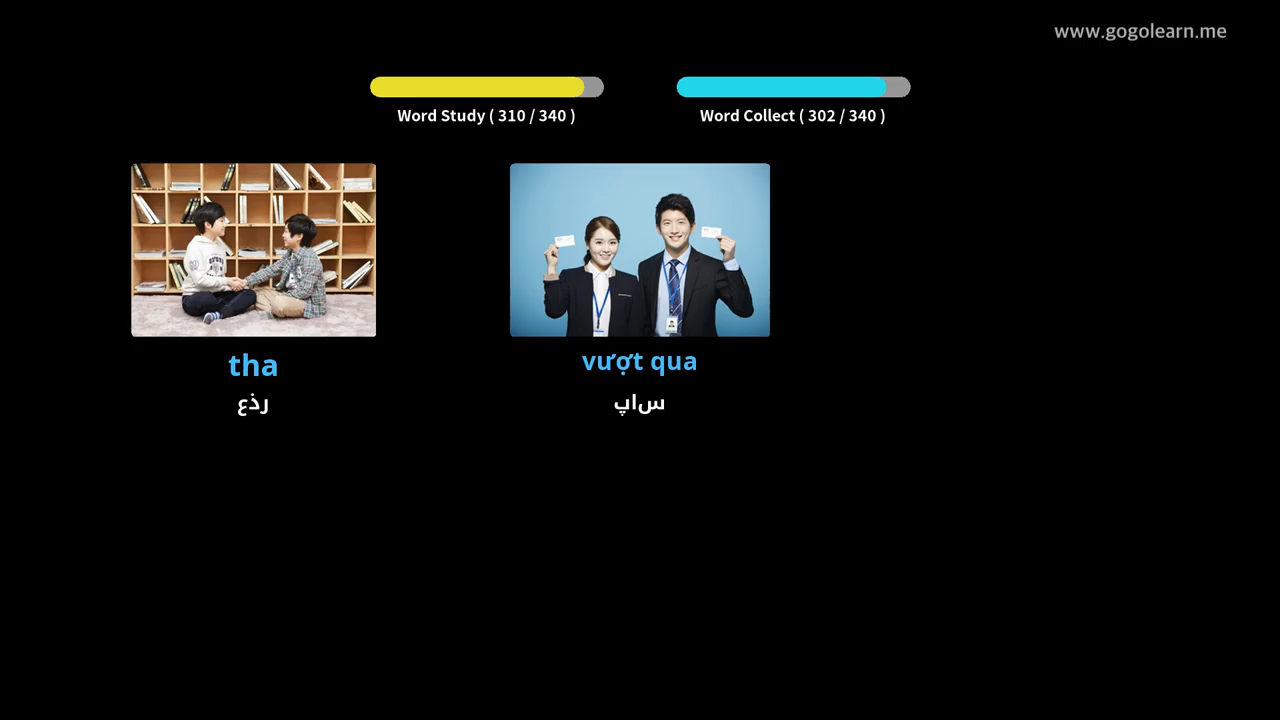 www.gogolearn.me
Word Study ( 310 / 340 )
Word Collect ( 302 / 340 )
tha
رذع
vượt qua
ساپ